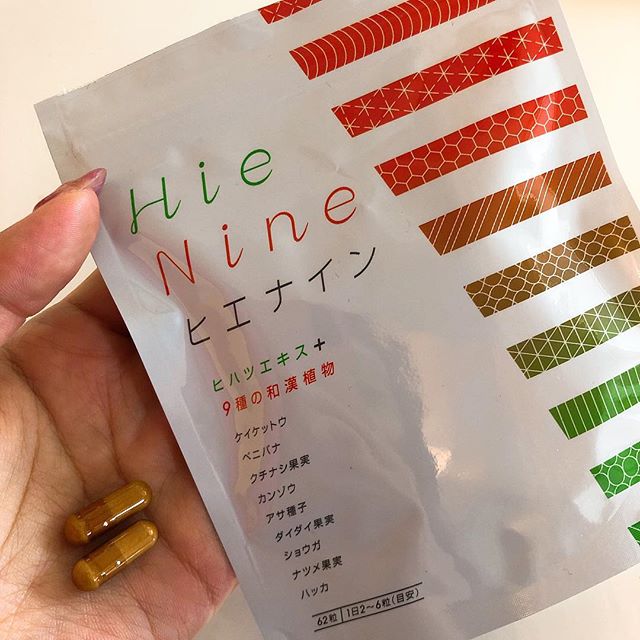 Hie
Nine
ヒエナイン
ヒハツエキス+
9種の和漢植物
ケイケットウ
ベニバナ
クチナシ果実
カンゾウ
アサ種子
ダイダイ果実
ショウガ
ナツメ果実
ハッカ
62粒 1日2〜6粒(目安)